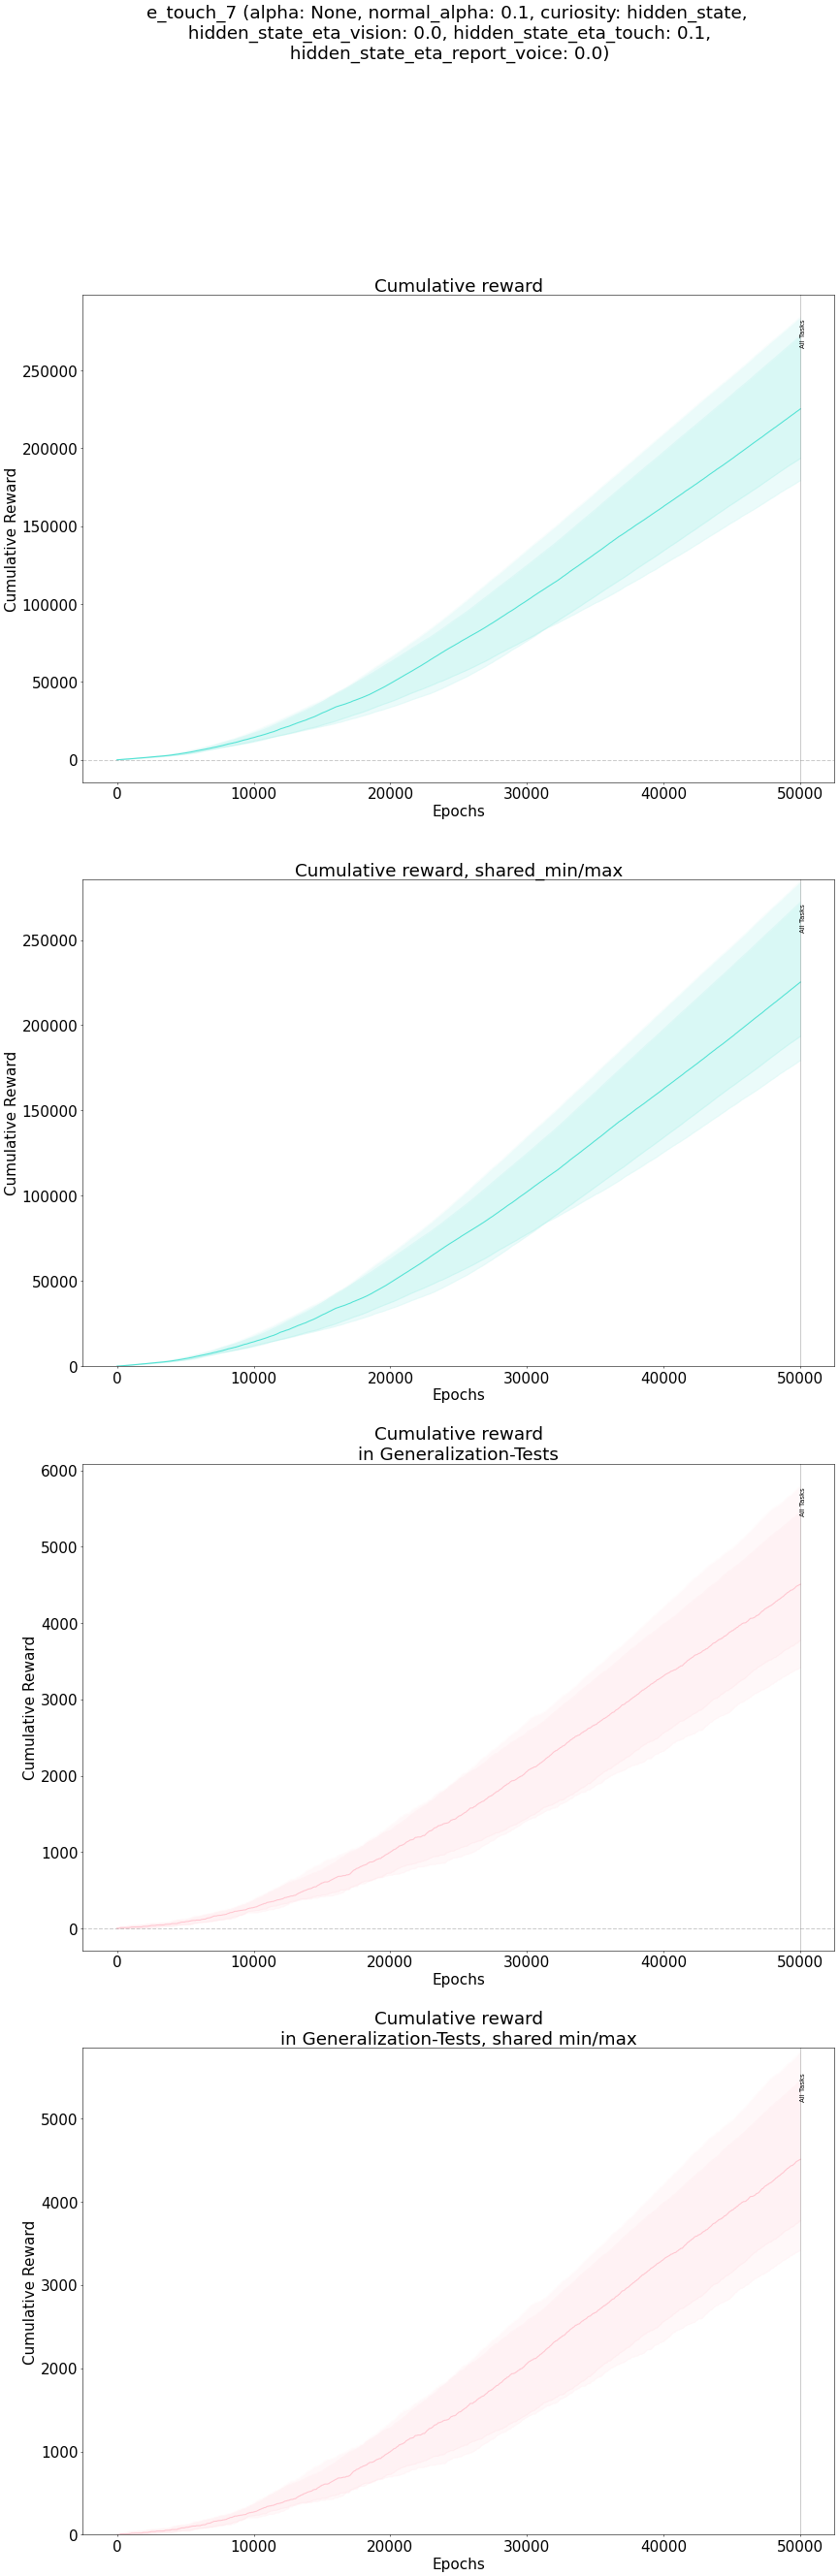 e_touch_7 (alpha: None, normal_alpha: 0.1, curiosity: hidden_state,
hidden_state_eta_vision: 0.0, hidden_state_eta_touch: 0.1,
hidden_state_eta_report_voice: 0.0)
Cumulative reward
All Tasks
250000
200000
150000
100000
50000
0
Cumulative Reward
0 10000 20000 30000 40000 50000
Epochs
Cumulative reward, shared_min/max
All Tasks
250000
200000
150000
100000
50000
0
Cumulative Reward
0 10000 20000 30000 40000 50000
Epochs
Cumulative reward
in Generalization-Tests
6000
All Tasks
5000
4000
3000
2000
1000
0
Cumulative Reward
0 10000 20000 30000 40000 50000
Epochs
Cumulative reward
in Generalization-Tests, shared min/max
All Tasks
5000
4000
3000
2000
1000
0
Cumulative Reward
0 10000 20000 30000 40000 50000
Epochs